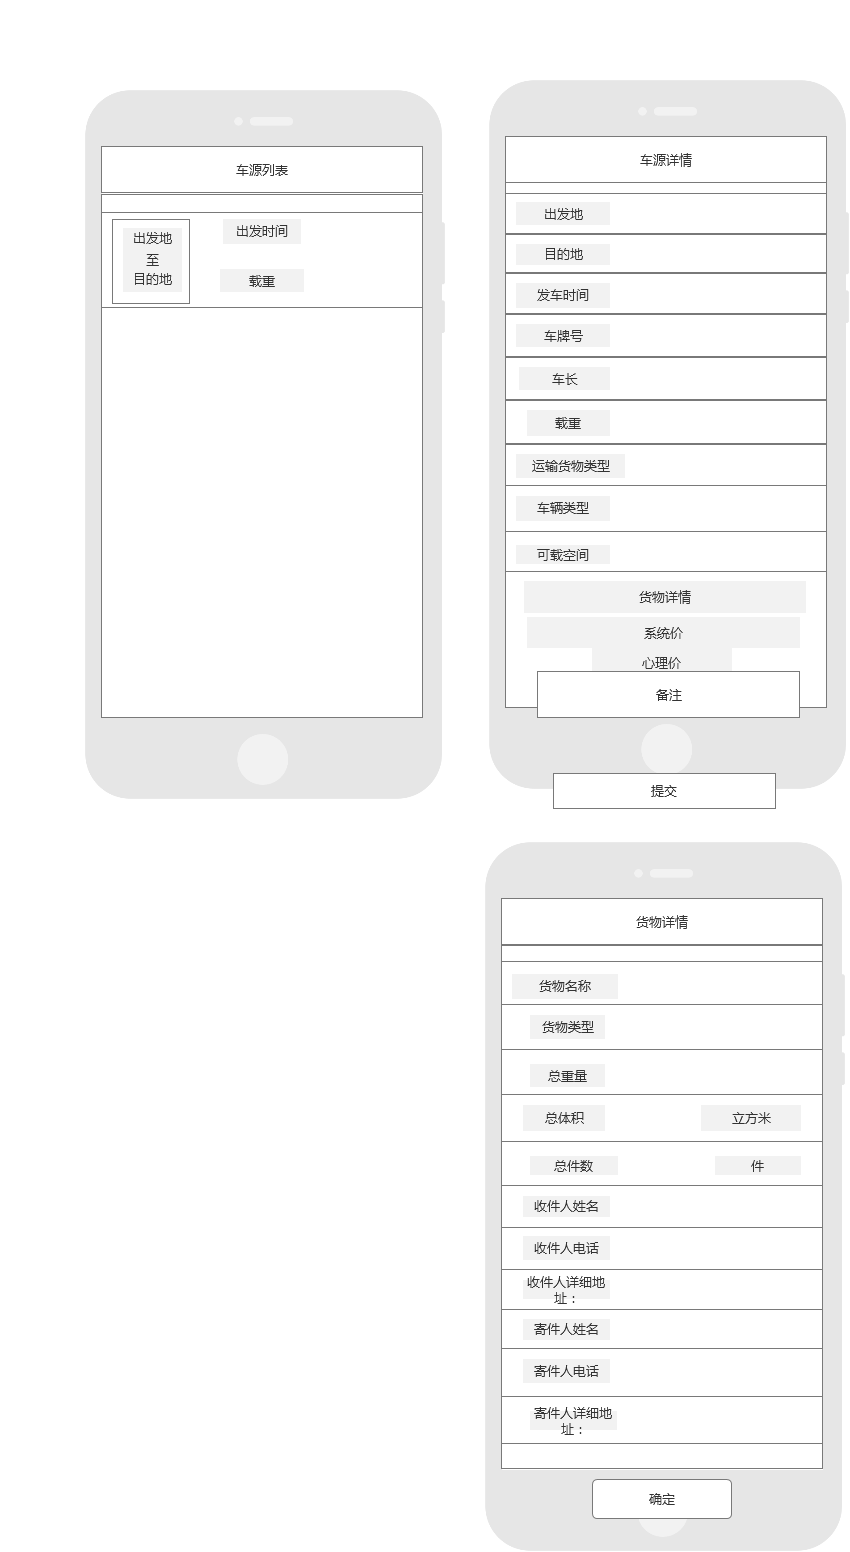 车源列表
出发地
至
目的地
出发时间
载重
车源详情
出发地
目的地
发车时间
车牌号
车长
载重
运输货物类型
车辆类型
可载空间
货物详情
系统价
心理价
备注
提交
货物详情
货物名称
货物类型
总重量
总体积
立方米
总件数
件
收件人姓名
收件人电话
收件人详细地
址：
寄件人姓名
寄件人电话
寄件人详细地
址：
确定